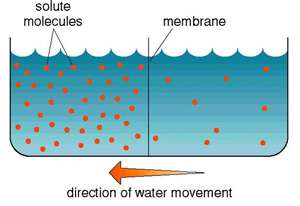 solute
molecules
membrane
direction of water movement